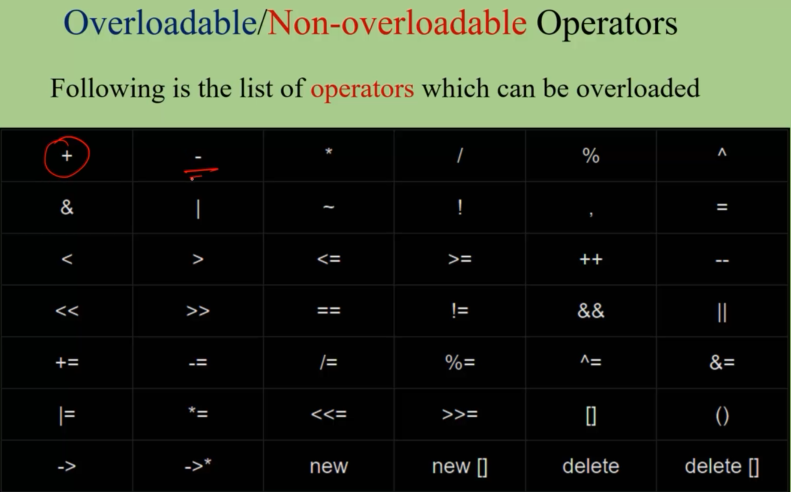 Overloadable/Non-overloadable Operators
Following is the list of operators which can be overloaded
+ - * / % ^
& | ~ ! , =
< > <= >= ++ --
<< >> == != && ||
+= -= /= %= ^= &=
|= *= <<= >>= [] ()
-> ->* new new [] delete delete []